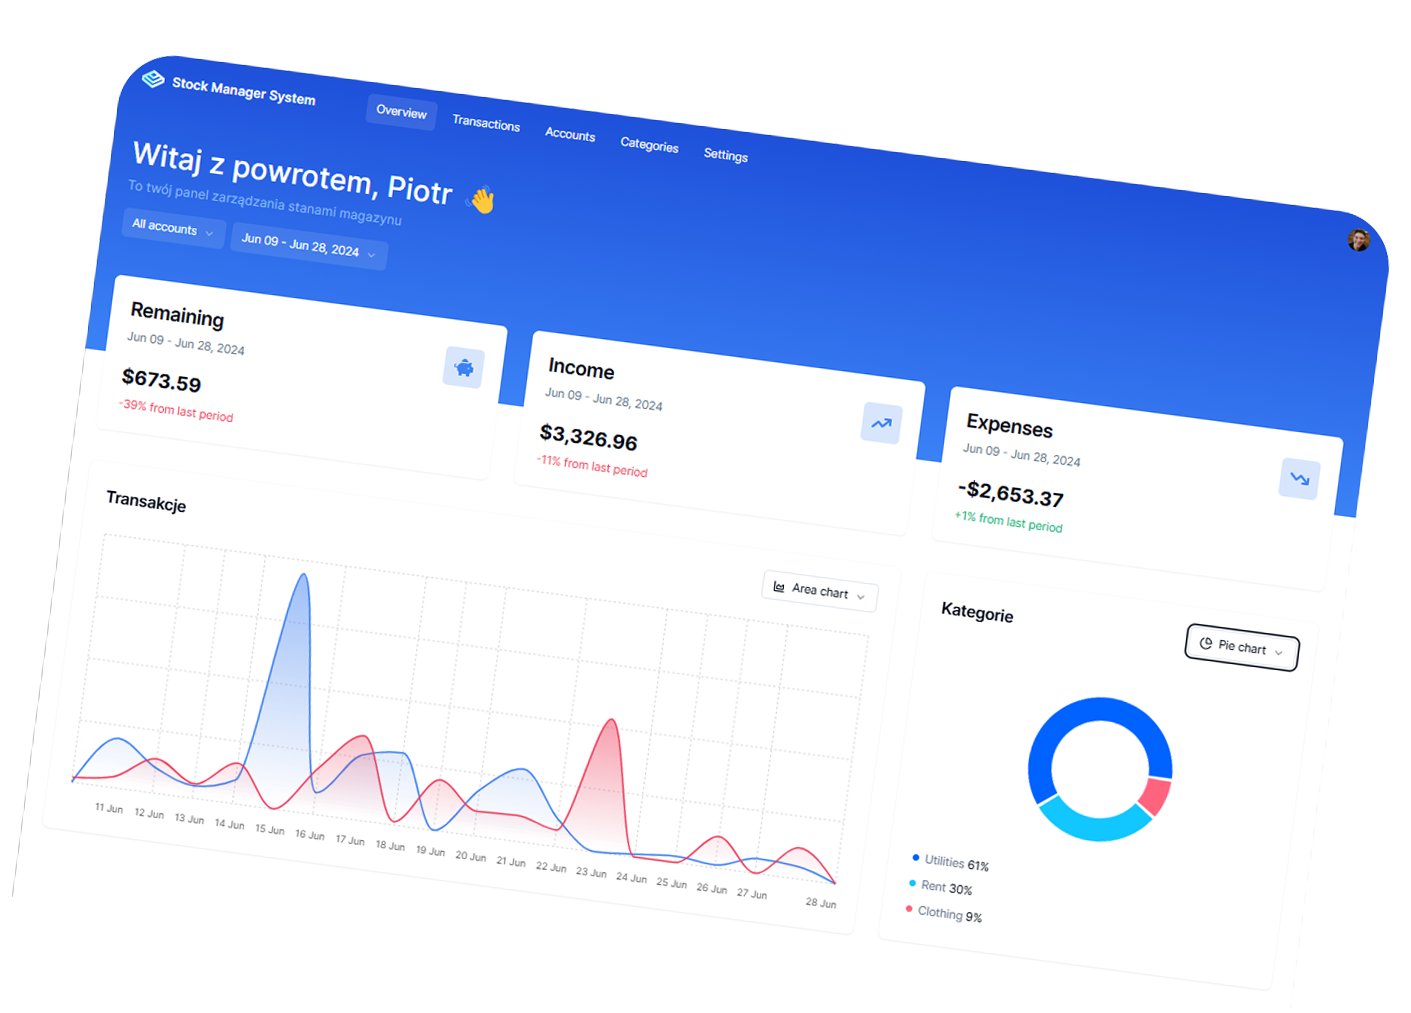 Stock Manager System
Overview
Transactions
Accounts
Categories
Settings
Witaj z powrotem, Piotr 👋
To twój panel zarządzania stanami magazynu
All accounts
Jun 09 - Jun 28, 2024
Remaining
Jun 09 - Jun 28, 2024
$673.59
-39% from last period
Income
Jun 09 - Jun 28, 2024
$3,326.96
-11% from last period
Expenses
Jun 09 - Jun 28, 2024
-$2,653.37
+1% from last period
Transakcje
Area chart
11 Jun
12 Jun
13 Jun
14 Jun
15 Jun
16 Jun
17 Jun
18 Jun
19 Jun
20 Jun
21 Jun
22 Jun
23 Jun
24 Jun
25 Jun
26 Jun
27 Jun
28 Jun
Kategorie
Pie chart
Utilities 61%
Rent 30%
Clothing 9%